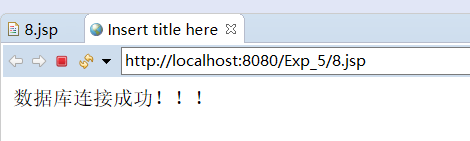 8.jsp
Insert title here
http://localhost:8080/Exp_5/8.jsp
数据库连接成功！！！